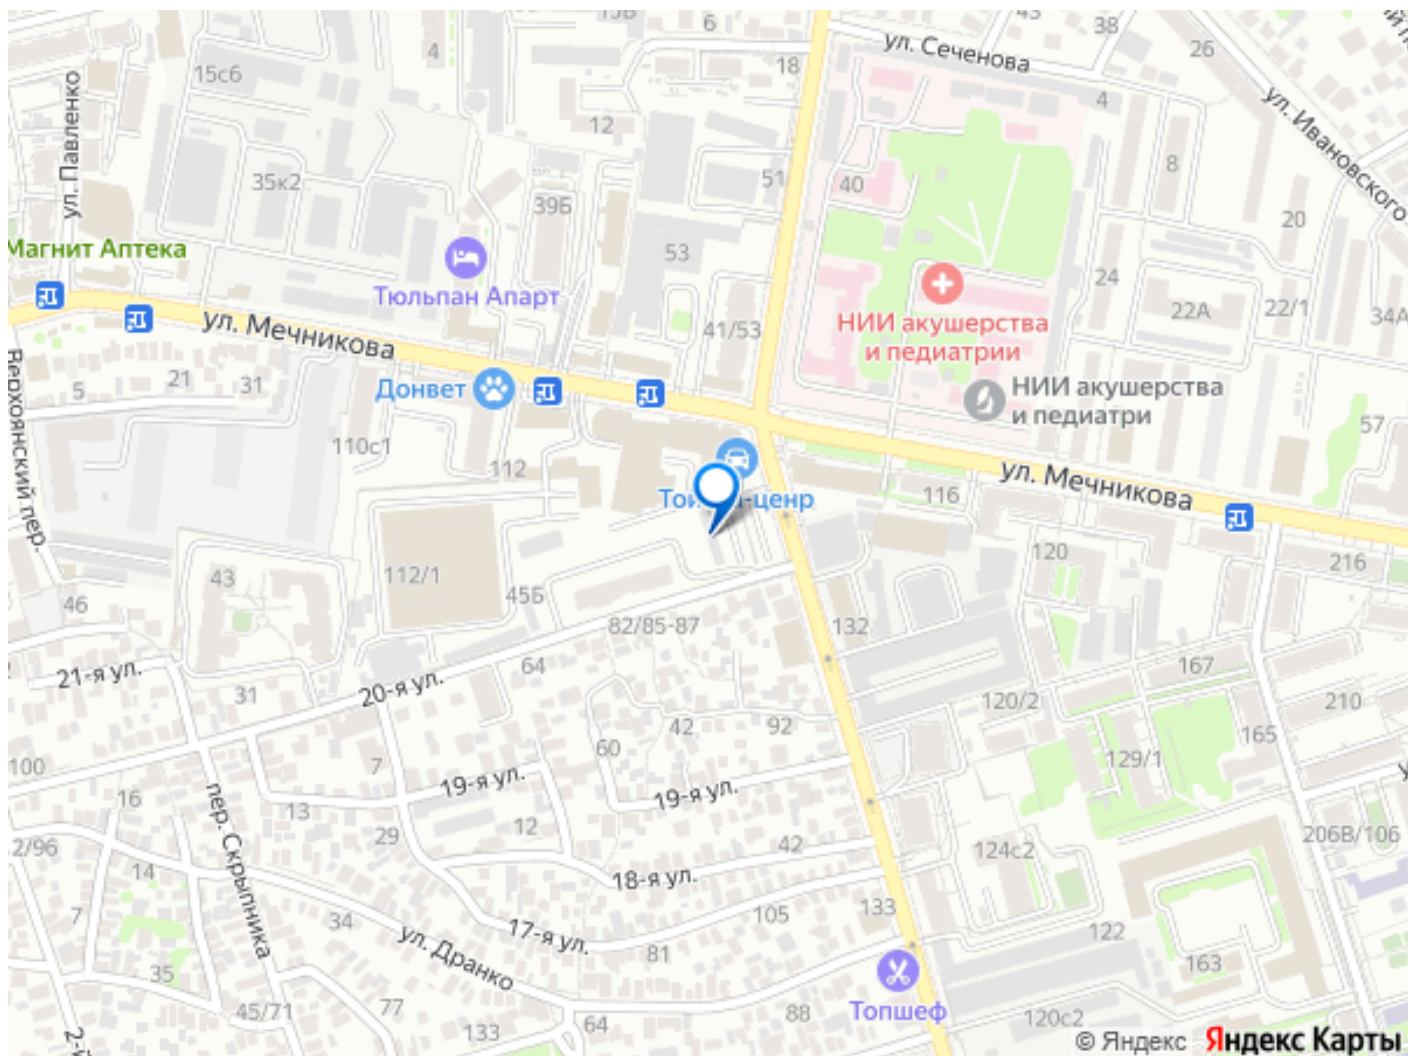 15В
6
43
38
ул. Сеченова
26
4
18
15с6
ул. Павленко
4
ул. Ивановского
12
8
35к2
51
40
39Б
20
Магнит Аптека
53
Тюльпан Апарт
24
22А
22/1
34А
ул. Мечникова
41/53
НИИ акушерства
и педиатрии
5
21
31
Донвет
НИИ акушерства
и педиатри
57
Верхоянский пер.
110с1
112
ул. Мечникова
116
120
216
43
112/1
45Б
46
82/85-87
132
21-я ул.
64
167
31
20-я ул.
42
92
120/2
210
165
100
7
60
129/1
19-я ул.
19-я ул.
16
13
12
пер. Скрыпника
29
42
124с2
206В/106
2/96
14
18-я ул.
7
34
105
133
17-я ул.
ул. Дранко
81
122
35
163
45/71
77
88
Топшеф
64
133
120с2
© Яндекс Яндекс Карты